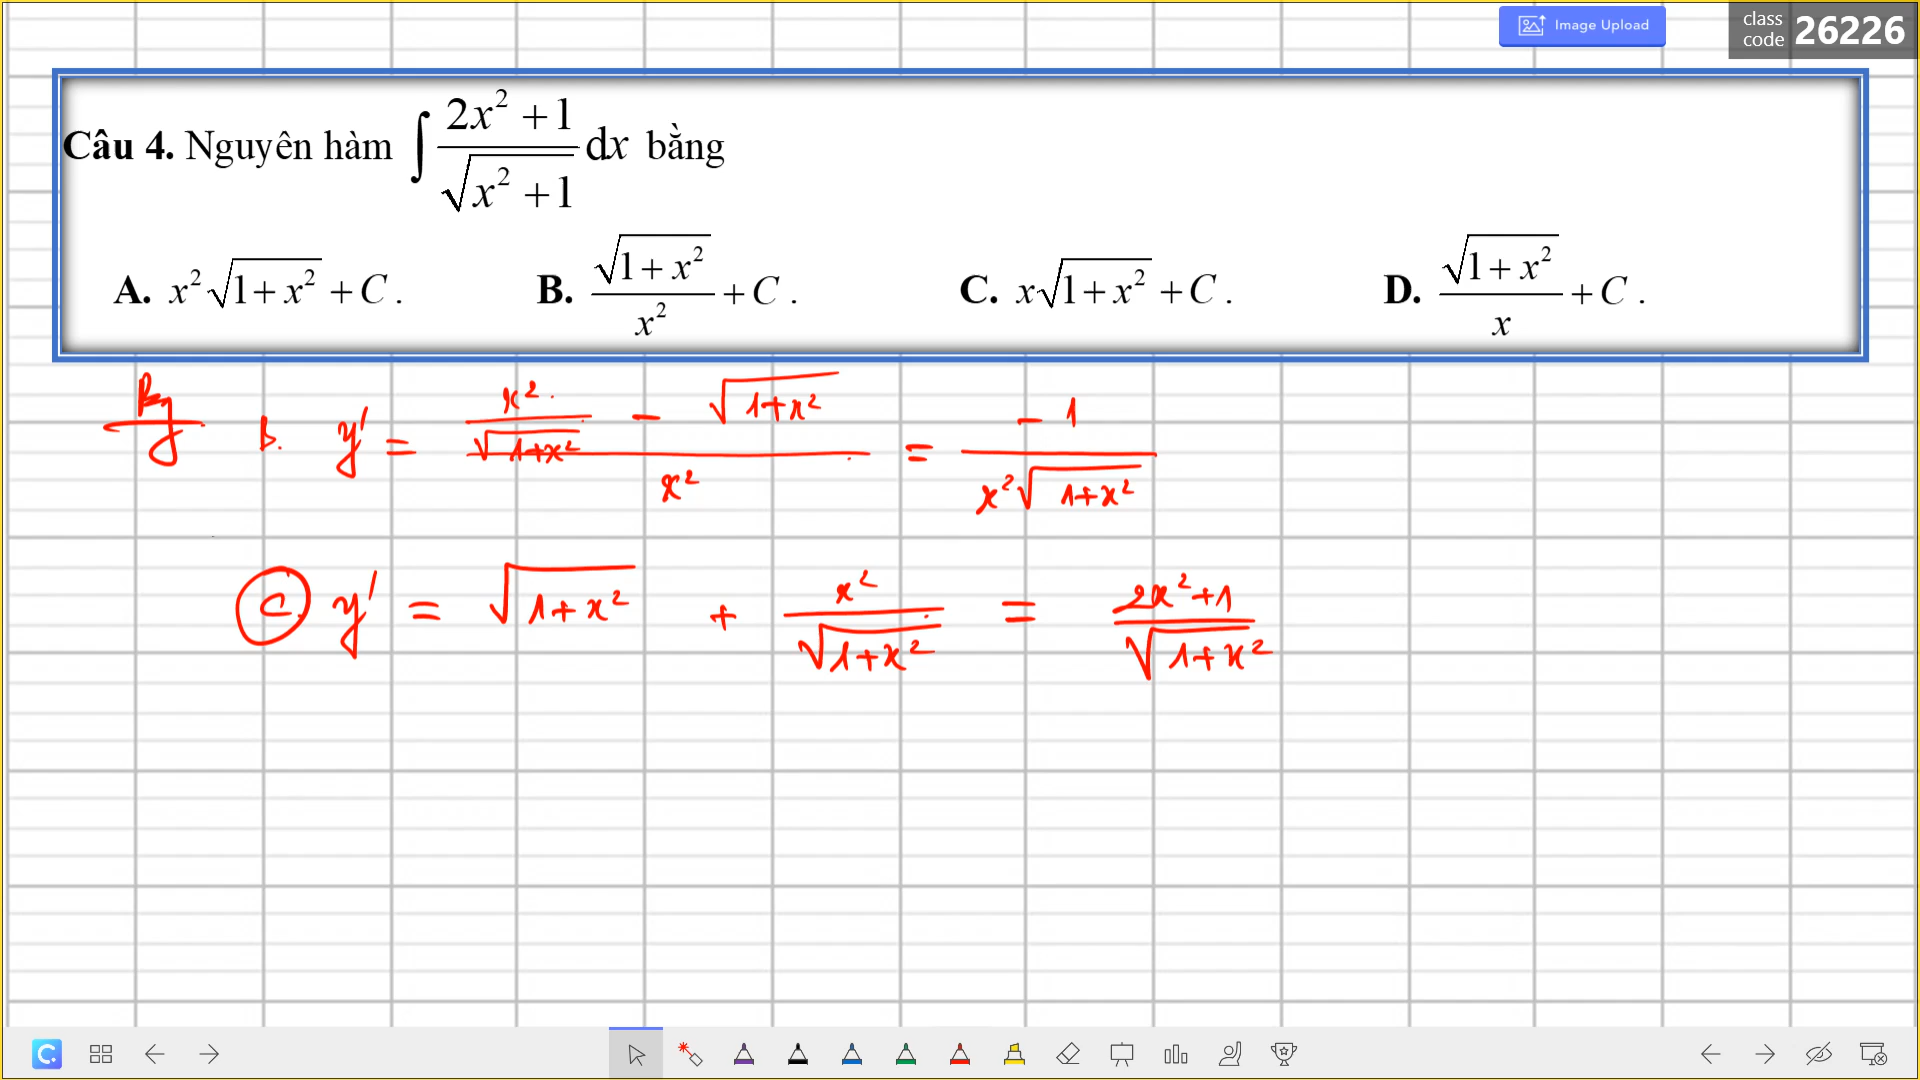 Image Upload
class code 26226
Câu 4. Nguyên hàm ∫ (2x² + 1)/√(x² + 1) dx bằng
A. x²√(1 + x²) + C . B. √(1 + x²)/x² + C . C. x√(1 + x²) + C . D. √(1 + x²)/x + C .
B. y' = (x²/√(1+x²) − √(1+x²))/x² = −1/(x²√(1+x²))
C y' = √(1+x²) + x²/√(1+x²) = (2x²+1)/√(1+x²)